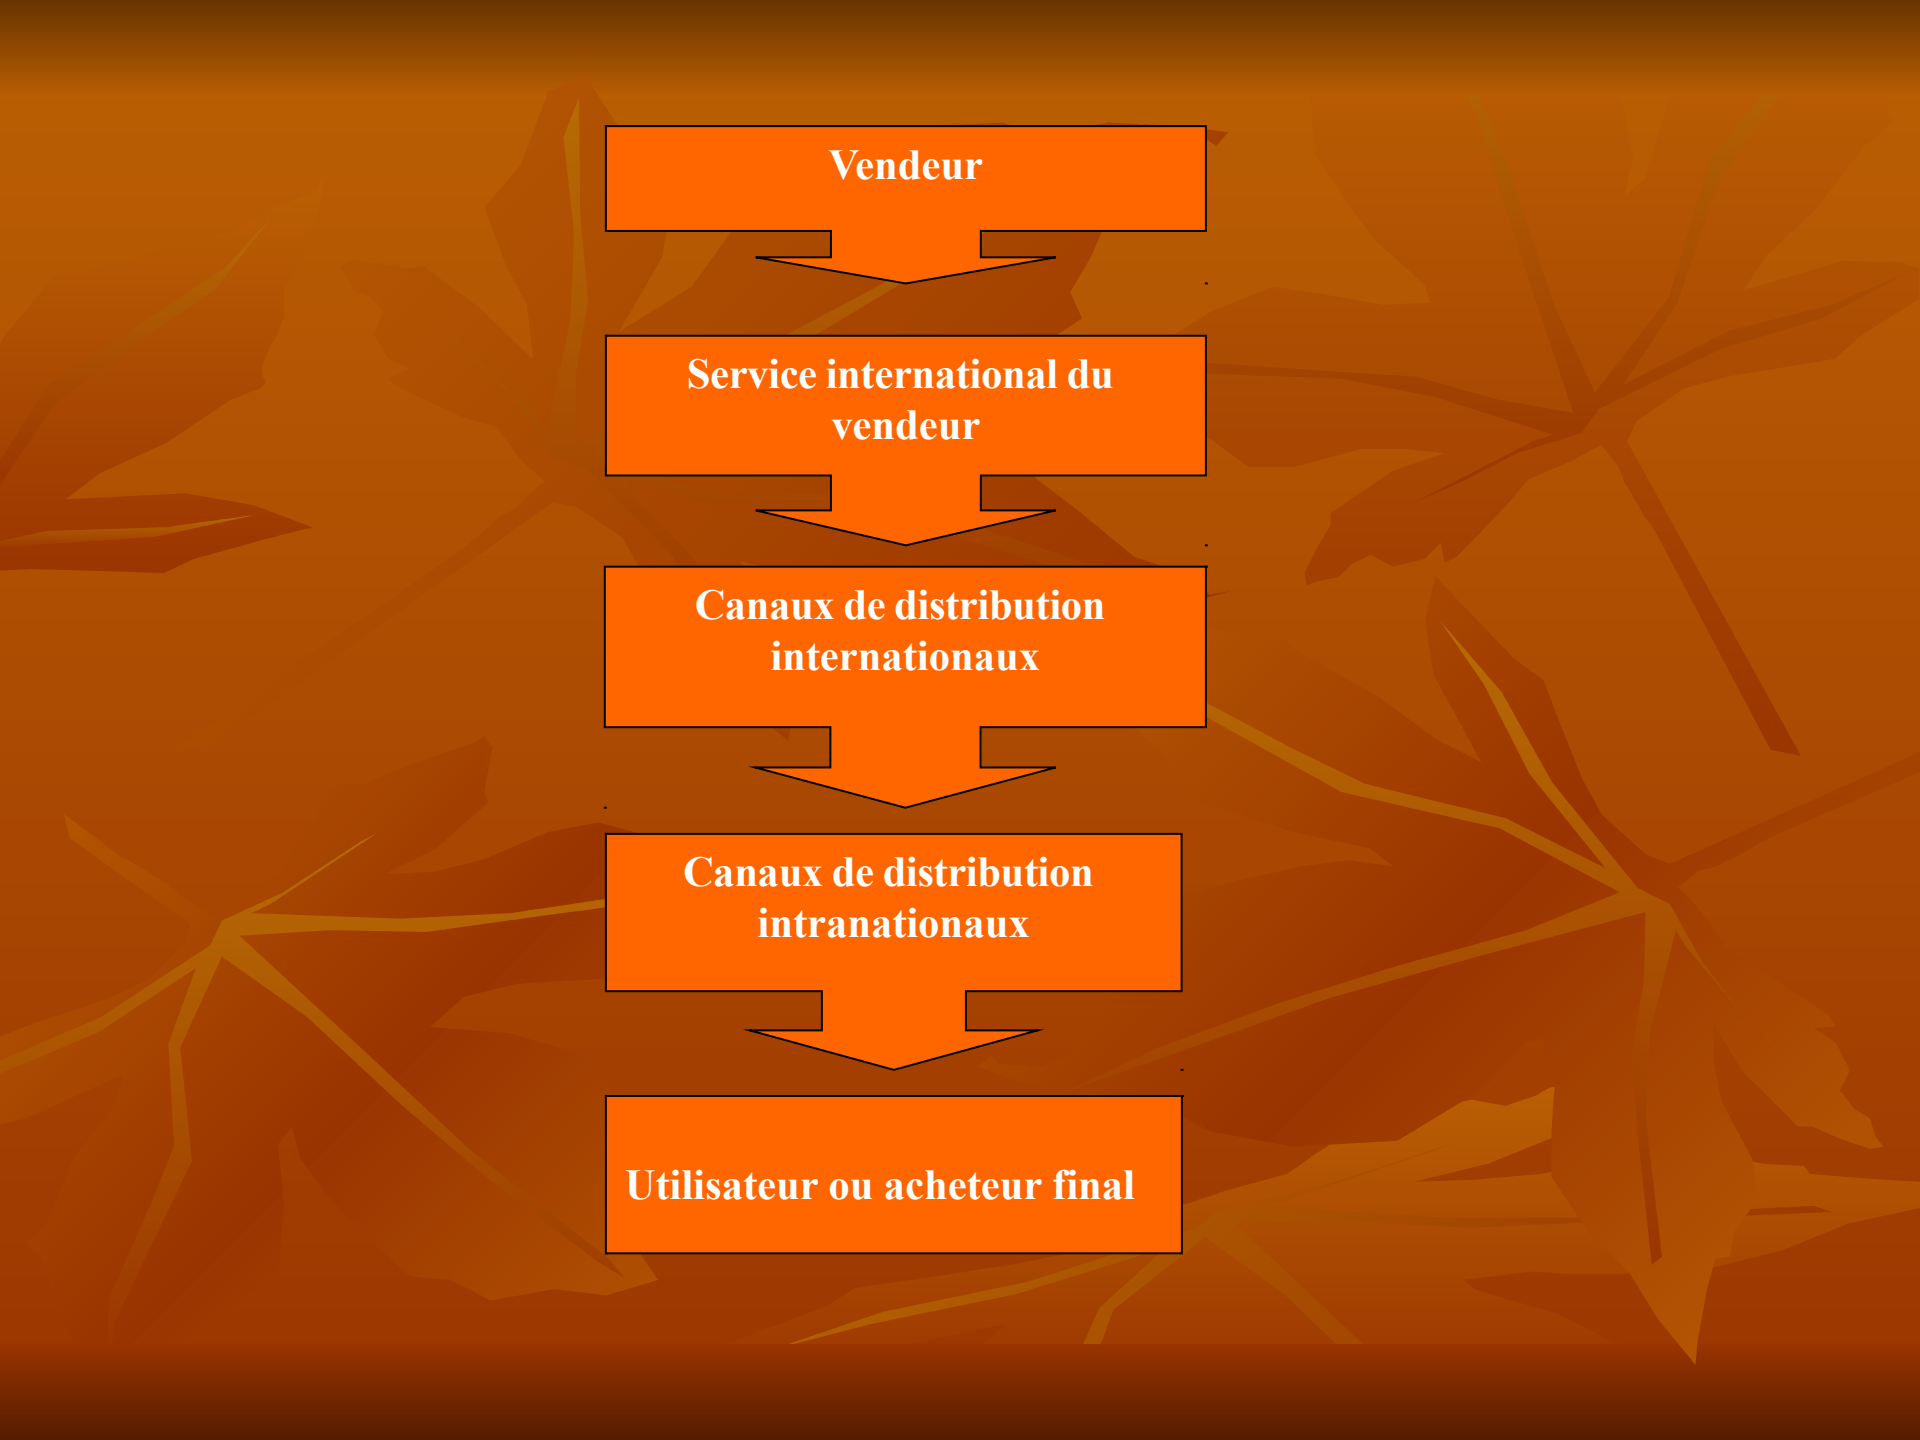 Vendeur
Service international du
vendeur
Canaux de distribution
internationaux
Canaux de distribution
intranationaux
Utilisateur ou acheteur final